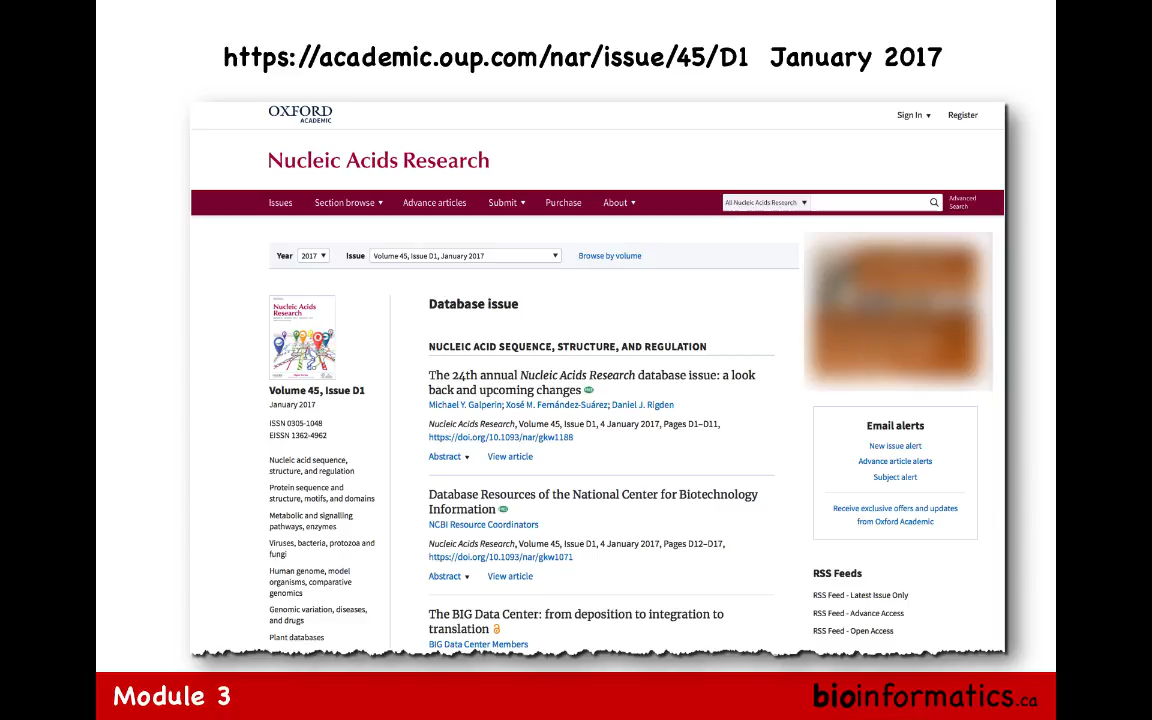 https://academic.oup.com/nar/issue/45/D1 January 2017
OXFORD
ACADEMIC
Sign In ▼ Register
Nucleic Acids Research
Issues Section browse ▼ Advance articles Submit ▼ Purchase About ▼
All Nucleic Acids Research ▼
Advanced
Search
Year 2017 ▼ Issue Volume 45, Issue D1, January 2017 ▼ Browse by volume
Nucleic Acids
Research
Volume 45, Issue D1
January 2017
ISSN 0305-1048
EISSN 1362-4962
Nucleic acid sequence,
structure, and regulation
Protein sequence and
structure, motifs, and domains
Metabolic and signalling
pathways, enzymes
Viruses, bacteria, protozoa and
fungi
Human genome, model
organisms, comparative
genomics
Genomic variation, diseases,
and drugs
Plant databases
Database issue
NUCLEIC ACID SEQUENCE, STRUCTURE, AND REGULATION
The 24th annual Nucleic Acids Research database issue: a look
back and upcoming changes
Michael Y. Galperin; Xosé M. Fernández-Suárez; Daniel J. Rigden
Nucleic Acids Research, Volume 45, Issue D1, 4 January 2017, Pages D1–D11,
https://doi.org/10.1093/nar/gkw1188
Abstract ▼ View article
Database Resources of the National Center for Biotechnology
Information
NCBI Resource Coordinators
Nucleic Acids Research, Volume 45, Issue D1, 4 January 2017, Pages D12–D17,
https://doi.org/10.1093/nar/gkw1071
Abstract ▼ View article
The BIG Data Center: from deposition to integration to
translation
BIG Data Center Members
Email alerts
New issue alert
Advance article alerts
Subject alert
Receive exclusive offers and updates
from Oxford Academic
RSS Feeds
RSS Feed - Latest Issue Only
RSS Feed - Advance Access
RSS Feed - Open Access
Module 3
bioinformatics.ca